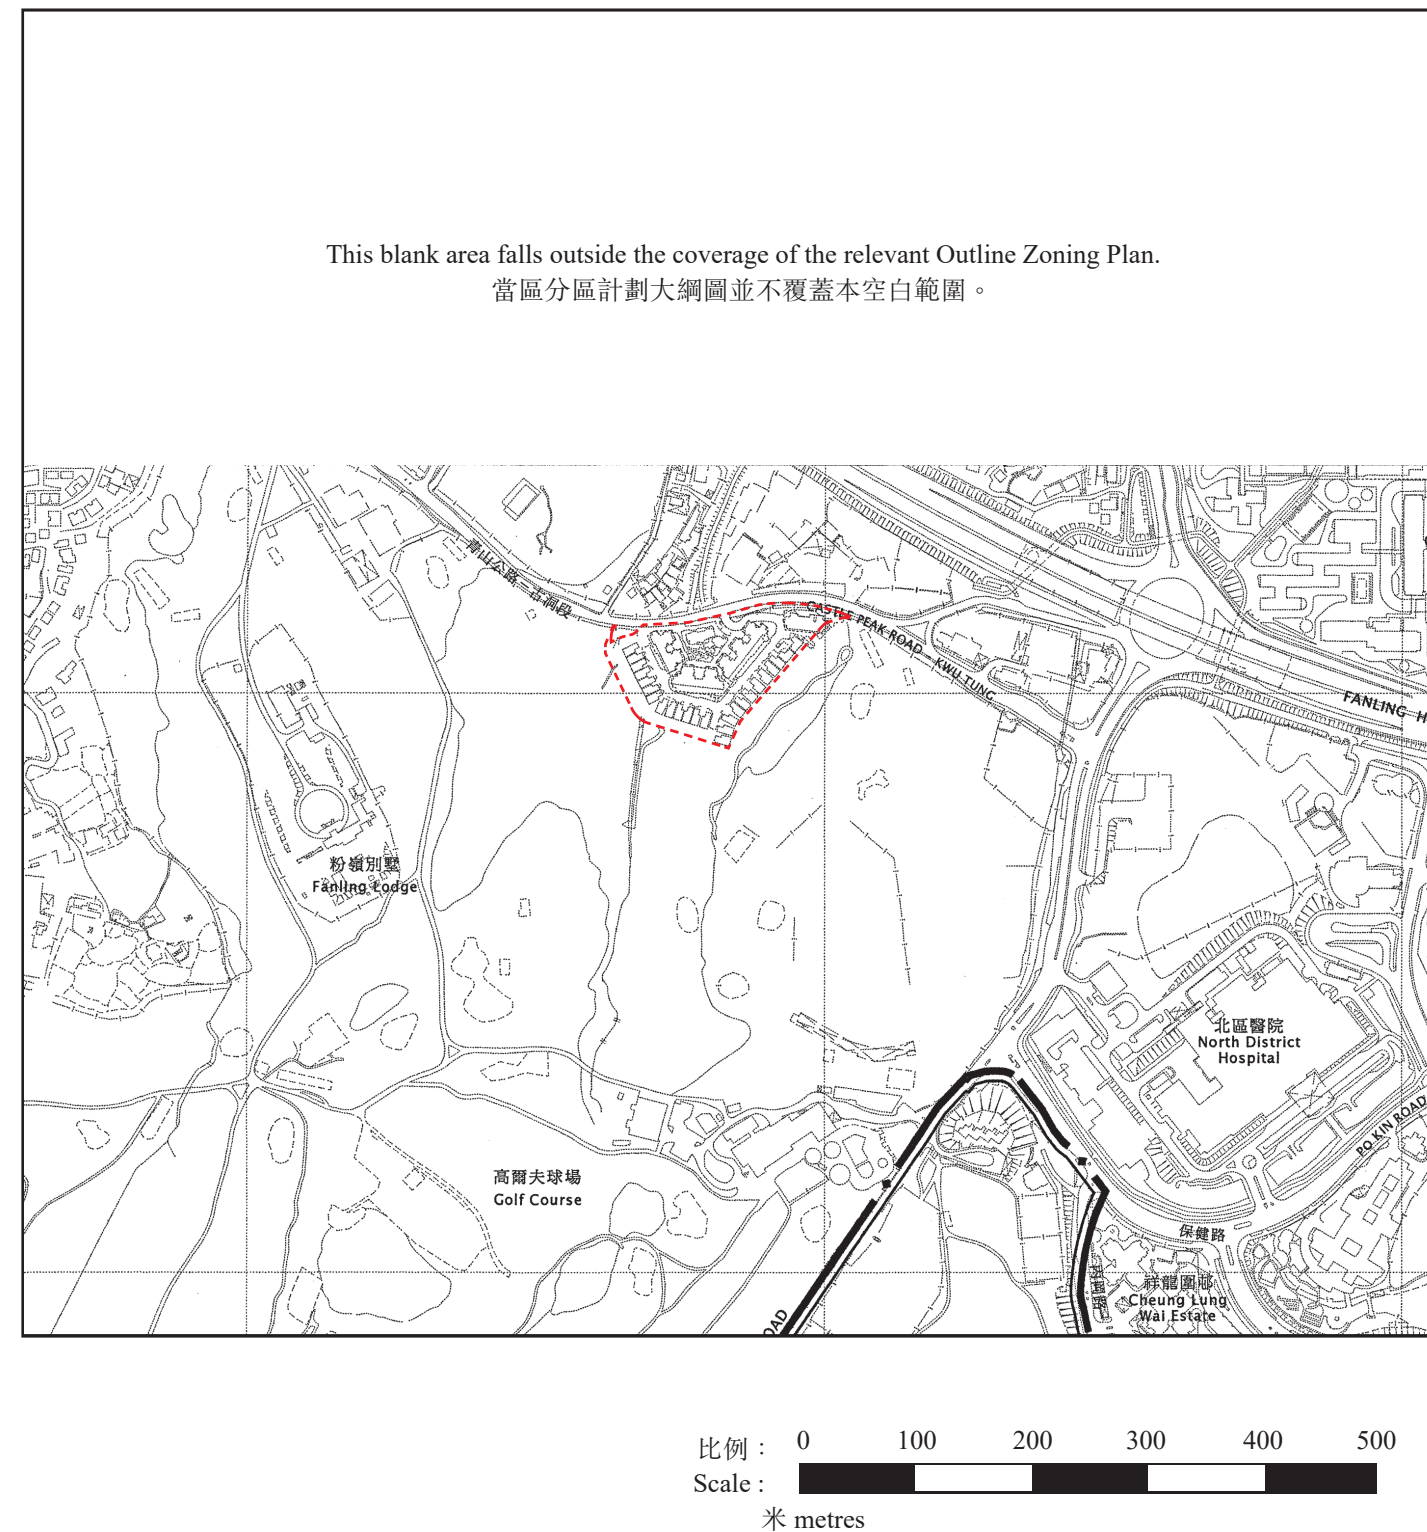 This blank area falls outside the coverage of the relevant Outline Zoning Plan.
當區分區計劃大綱圖並不覆蓋本空白範圍。
青山公路－古洞段
CASTLE PEAK ROAD - KWU TUNG
FANLING H
粉嶺別墅
Fanling Lodge
北區醫院
North District
Hospital
PO KIN ROAD
高爾夫球場
Golf Course
保健路
祥龍圍邨
Cheung Lung
Wai Estate
OAD
比例：
Scale :
0 100 200 300 400 500
米 metres